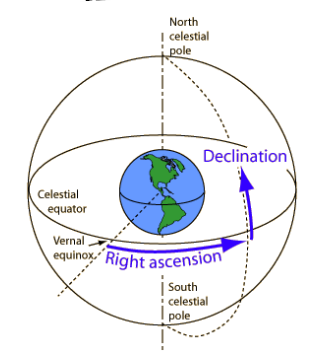 North
celestial
pole
Declination
Celestial
equator
Vernal
equinox
Right ascension
South
celestial
pole